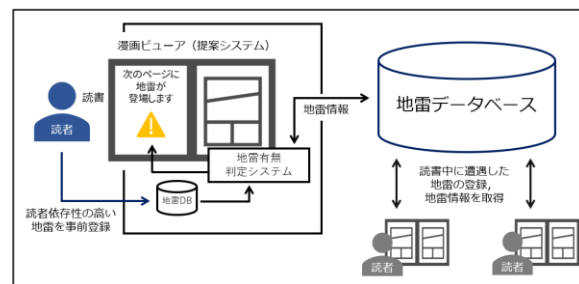 漫画ビューア（提案システム）
次のページに
地雷が
登場します
読書
読者
地雷有無
判定システム
地雷DB
読者依存性の高い
地雷を事前登録
地雷情報
地雷データベース
読書中に遭遇した
地雷の登録,
地雷情報を取得
読者
読者